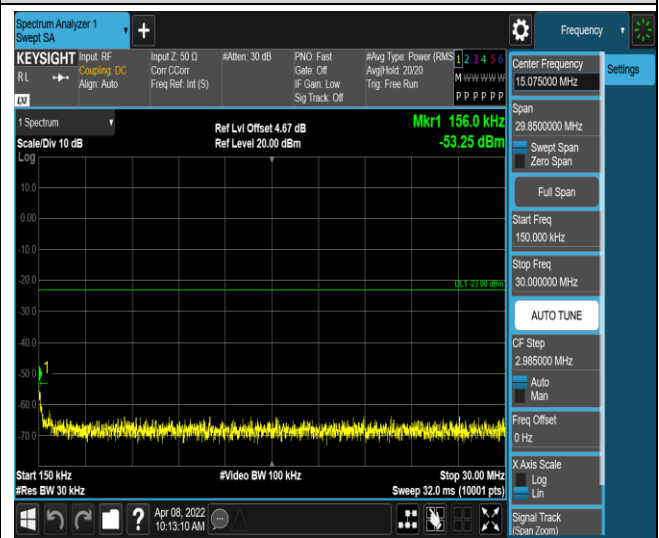 Spectrum Analyzer 1
Swept SA
+
Frequency
KEYSIGHT
RL
LXI
Input: RF
Coupling: DC
Align: Auto
Input Z: 50 Ω
Corr CCorr
Freq Ref: Int (S)
#Atten: 30 dB
PNO: Fast
Gate: Off
IF Gain: Low
Sig Track: Off
#Avg Type: Power (RMS
Avg|Hold: 20/20
Trig: Free Run
1 2 3 4 5 6
M W W W W W
P P P P P P
1 Spectrum
Scale/Div 10 dB
Ref Lvl Offset 4.67 dB
Ref Level 20.00 dBm
Mkr1 156.0 kHz
-53.25 dBm
Log
10.0
0.00
-10.0
-20.0
DL1 -23.00 dBm
-30.0
-40.0
-50.0
1
-60.0
-70.0
Start 150 kHz
#Video BW 100 kHz
Stop 30.00 MHz
#Res BW 30 kHz
Sweep 32.0 ms (10001 pts)
?
Apr 08, 2022
10:13:10 AM
Center Frequency
15.075000 MHz
Settings
Span
29.8500000 MHz
Swept Span
Zero Span
Full Span
Start Freq
150.000 kHz
Stop Freq
30.000000 MHz
AUTO TUNE
CF Step
2.985000 MHz
Auto
Man
Freq Offset
0 Hz
X Axis Scale
Log
Lin
Signal Track
(Span Zoom)